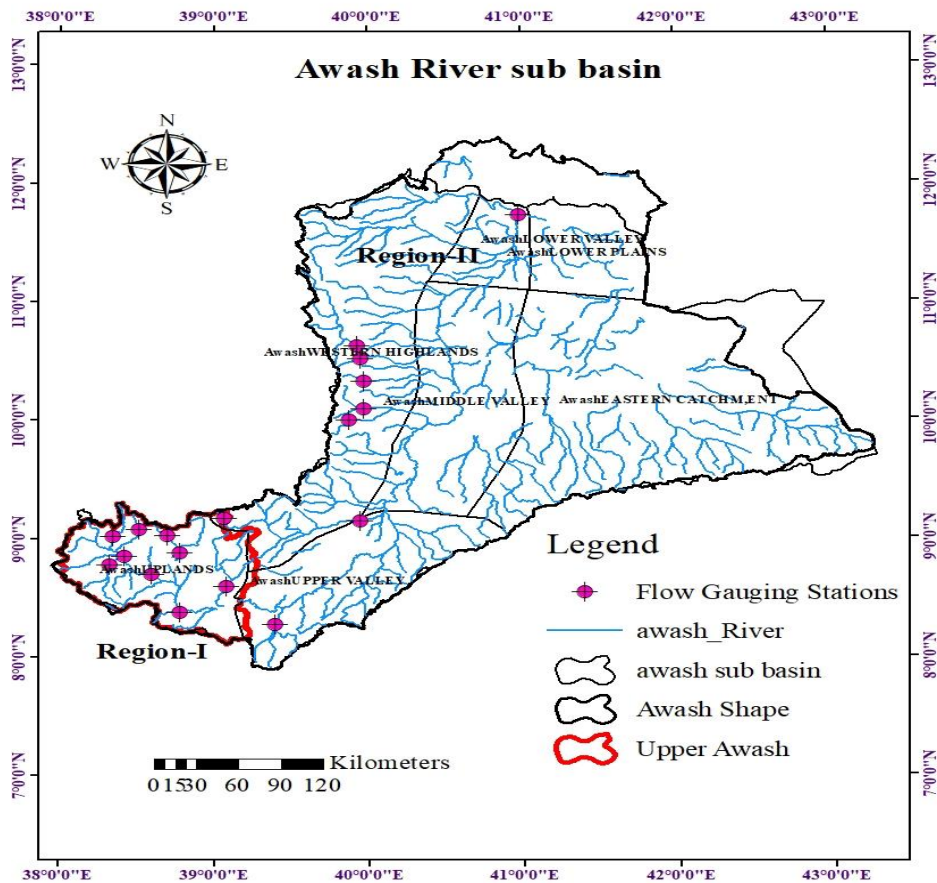 38°0'0"E 39°0'0"E 40°0'0"E 41°0'0"E 42°0'0"E 43°0'0"E
13°0'0"N
12°0'0"N
11°0'0"N
10°0'0"N
9°0'0"N
8°0'0"N
7°0'0"N
Awash River sub basin
N
W E
S
AwashLOWER VALLEY
Region-II
AwashLOWER PLAINS
AwashWESTERN HIGHLANDS
AwashMIDDLE VALLEY
AwashEASTERN CATCHMENT
AwashUPLANDS
AwashUPPER VALLEY
Region-I
Legend
Flow Gauging Stations
awash_River
awash sub basin
Awash Shape
Upper Awash
Kilometers
0 15 30 60 90 120
13°0'0"N
12°0'0"N
11°0'0"N
10°0'0"N
9°0'0"N
8°0'0"N
7°0'0"N
38°0'0"E 39°0'0"E 40°0'0"E 41°0'0"E 42°0'0"E 43°0'0"E